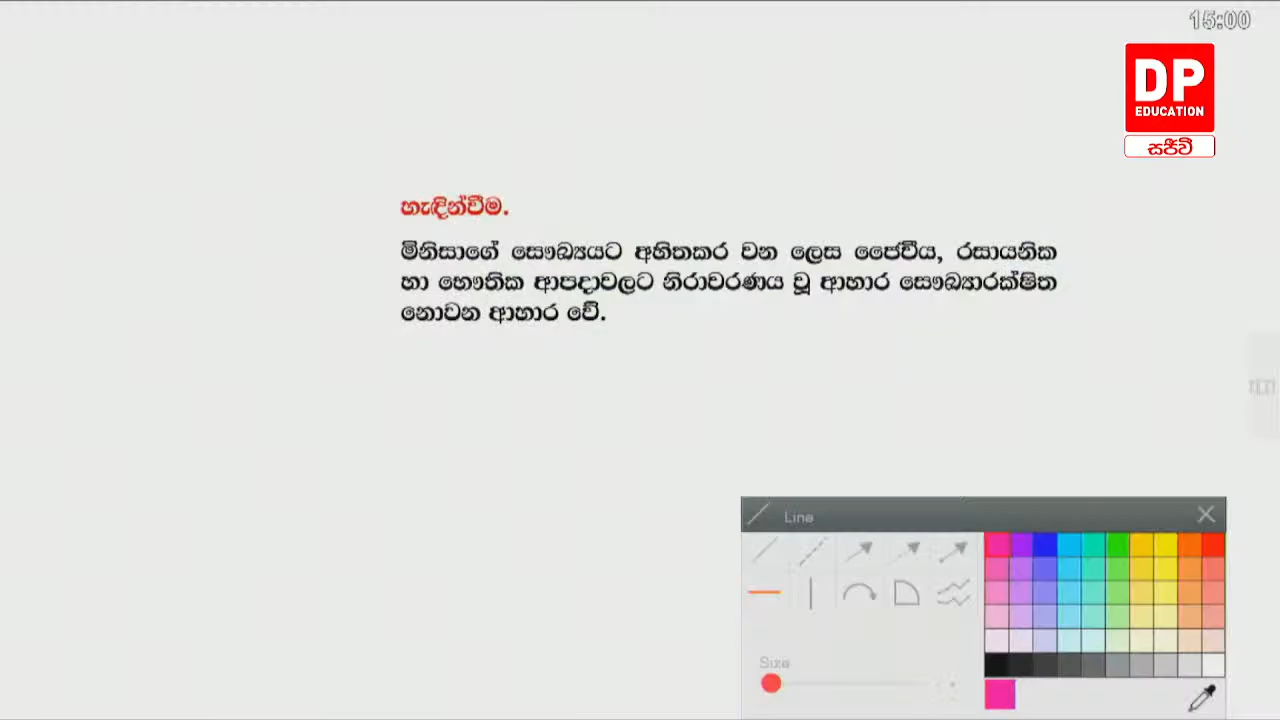 15:00
DP
EDUCATION
සජීවී
හැඳින්වීම.
මිනිසාගේ සෞඛ්‍යයට අහිතකර වන ලෙස ජෛවීය, රසායනික
හා භෞතික ආපදාවලට නිරාවරණය වූ ආහාර සෞඛ්‍යාරක්ෂිත
නොවන ආහාර වේ.
Line
Size